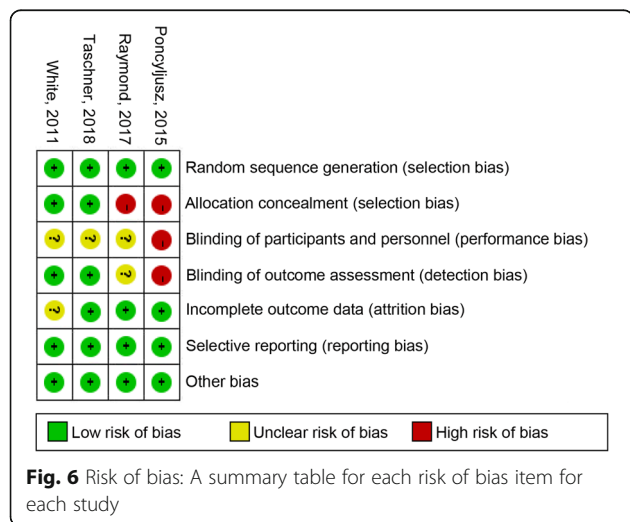 White, 2011
Taschner, 2018
Raymond, 2017
Poncyljusz, 2015
+ + + + Random sequence generation (selection bias)
+ + - - Allocation concealment (selection bias)
? ? ? - Blinding of participants and personnel (performance bias)
+ + ? - Blinding of outcome assessment (detection bias)
? + + + Incomplete outcome data (attrition bias)
+ + + + Selective reporting (reporting bias)
+ + + + Other bias
Low risk of bias Unclear risk of bias High risk of bias
Fig. 6 Risk of bias: A summary table for each risk of bias item for
each study